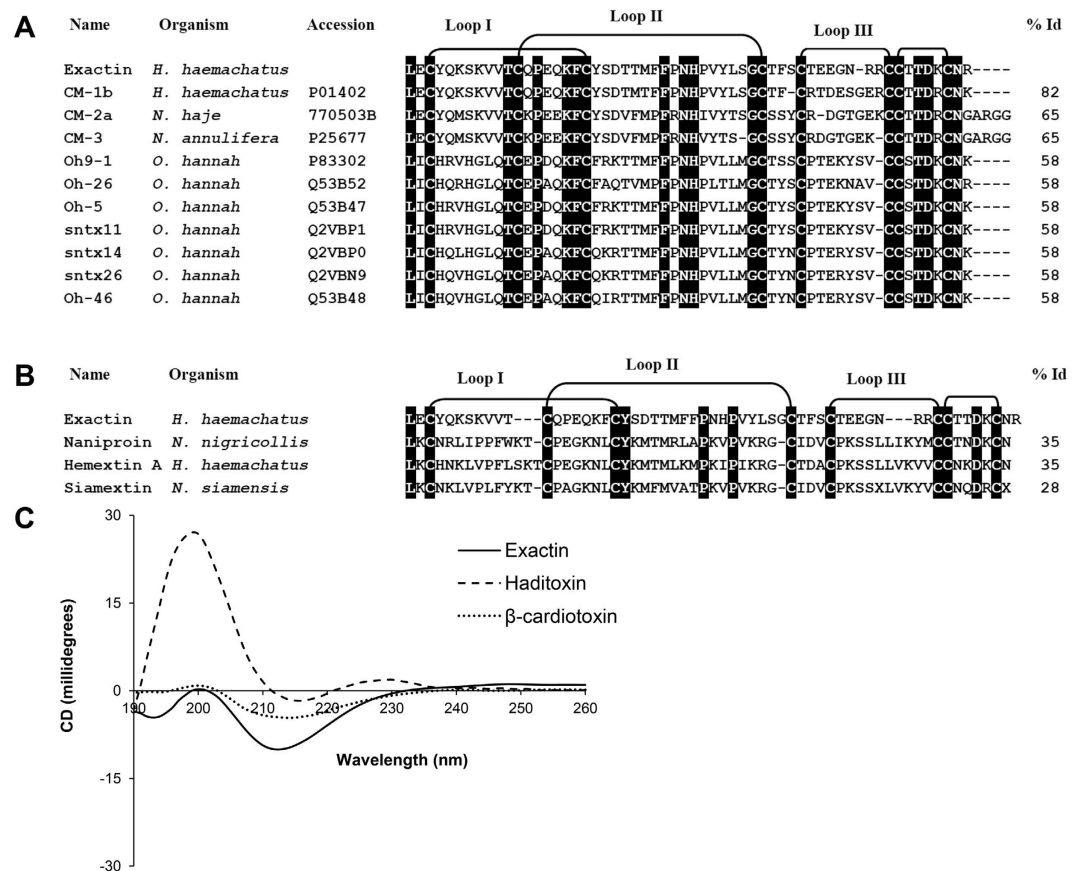 A
Name Organism Accession Loop I Loop II Loop III % Id
Exactin H. haemachatus LECYQKSKVVTCQPEQKFCYSDTTMFFPNHPVYLSGCTFSCTEEGN-RRCCTTDKCNR----
CM-1b H. haemachatus P01402 LECYQKSKVVTCQPEQKFCYSDTMTFFPNHPVYLSGCTF-CRTDESGERCCTTDRCNK---- 82
CM-2a N. haje 770503B LECYQMSKVVTCKPEEKFCYSDVFMPFRNHIVYTSGCSSYCRDGTGEKCCTTDRCNGARGG 65
CM-3 N. annulifera P25677 LECYQMSKVVTCKPEEKFCYSDVFMPFRNHIVYTS-GCSSYCRDGTGEK-CCTTDRCNGARGG 65
Oh9-1 O. hannah P83302 LICHRVHGLQTCEPDQKFCFRKTTMFFPNHPVLLMGCTSSCPTEKYSV-CCSTDKCNK---- 58
Oh-26 O. hannah Q53B52 LICHQRHGLQTCEPAQKFCFAQTVMPFPNHPLTLMGCTYSCPTEKNAV-CCSTDKCNR---- 58
Oh-5 O. hannah Q53B47 LICHRVHGLQTCEPDQKFCFRKTTMFFPNHPVLLMGCTYSCPTEKYSV-CCSTDKCNK---- 58
sntx11 O. hannah Q2VBP1 LICHRVHGLQTCEPDQKFCFRKTTMFFPNHPVLLMGCTYSCPTEKYSV-CCSTDKCNK---- 58
sntx14 O. hannah Q2VBP0 LICHQLHGLQTCEPAQKFCQKRTTMFFPNHPVLLMGCTYNCPTERYSV-CCSTDKCNK---- 58
sntx26 O. hannah Q2VBN9 LICHQVHGLQTCEPAQKFCQKRTTMFFPNHPVLLMGCTYNCPTERYSV-CCSTDKCNK---- 58
Oh-46 O. hannah Q53B48 LICHQVHGLQTCEPAQKFCQIRTTMFFPNHPVLLMGCTYNCPTERYSV-CCSTDKCNK---- 58
B
Name Organism Loop I Loop II Loop III % Id
Exactin H. haemachatus LECYQKSKVVT---CQPEQKFCYSDTTMFFPNHPVYLSGCTFSCTEEGN---RRCCTTDKCNR
Naniproin N. nigricollis LKCNRLIPPFWKT-CPEGKNLCYKMTMRLAPKVPVKRG-CIDVCPKSSLLIKYMCCTNDKCN 35
Hemextin A H. haemachatus LKCHNKLVPFLSKTCPEGKNLCYKMTMLKMPKIPIKRG-CTDACPKSSLLVKVVCCNKDKCN 35
Siamextin N. siamensis LKCNKLVPLFYKT-CPAGKNLCYKMFMVATPKVPVKRG-CIDVCPKSSXLVKYVCCNQDRCX 28
C
30
15
0
-15
-30
190 200 210 220 230 240 250 260
CD (millidegrees)
Wavelength (nm)
Exactin
Haditoxin
β-cardiotoxin